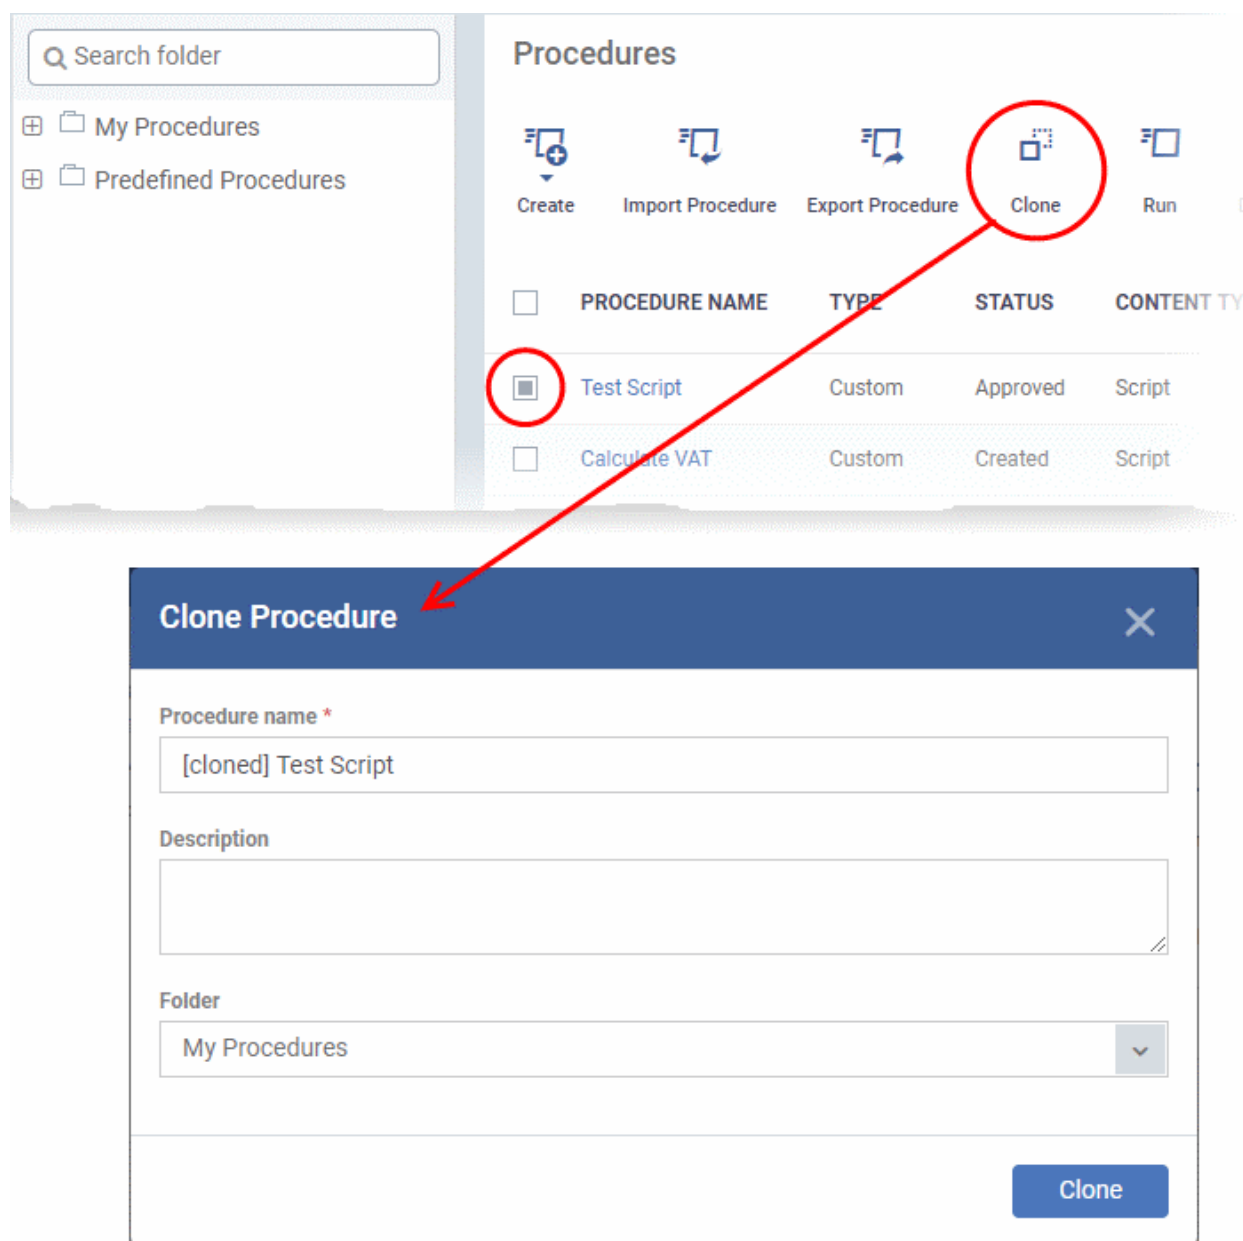 Search folder
My Procedures
Predefined Procedures
Procedures
Create Import Procedure Export Procedure Clone Run
PROCEDURE NAME TYPE STATUS CONTENT TY
Test Script Custom Approved Script
Calculate VAT Custom Created Script
Clone Procedure
Procedure name *
[cloned] Test Script
Description
Folder
My Procedures
Clone